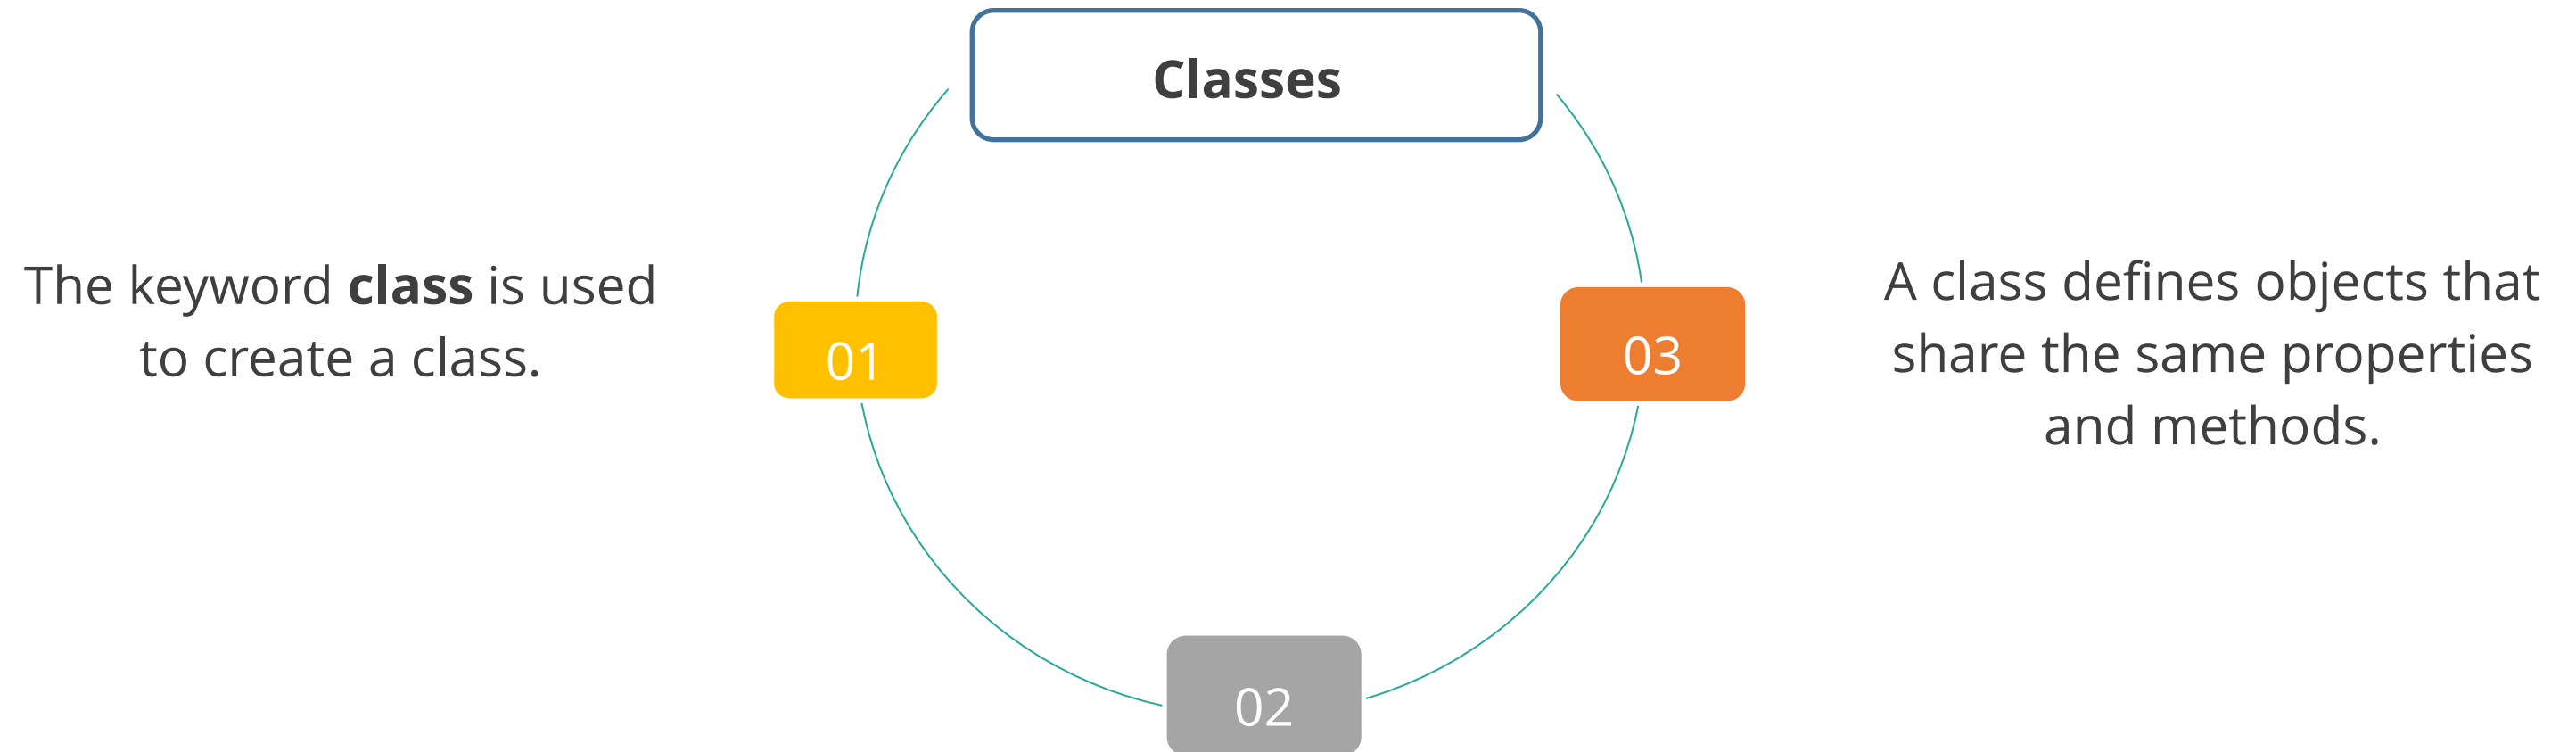 Classes
The keyword class is used
to create a class.
01
03
A class defines objects that
share the same properties
and methods.
02